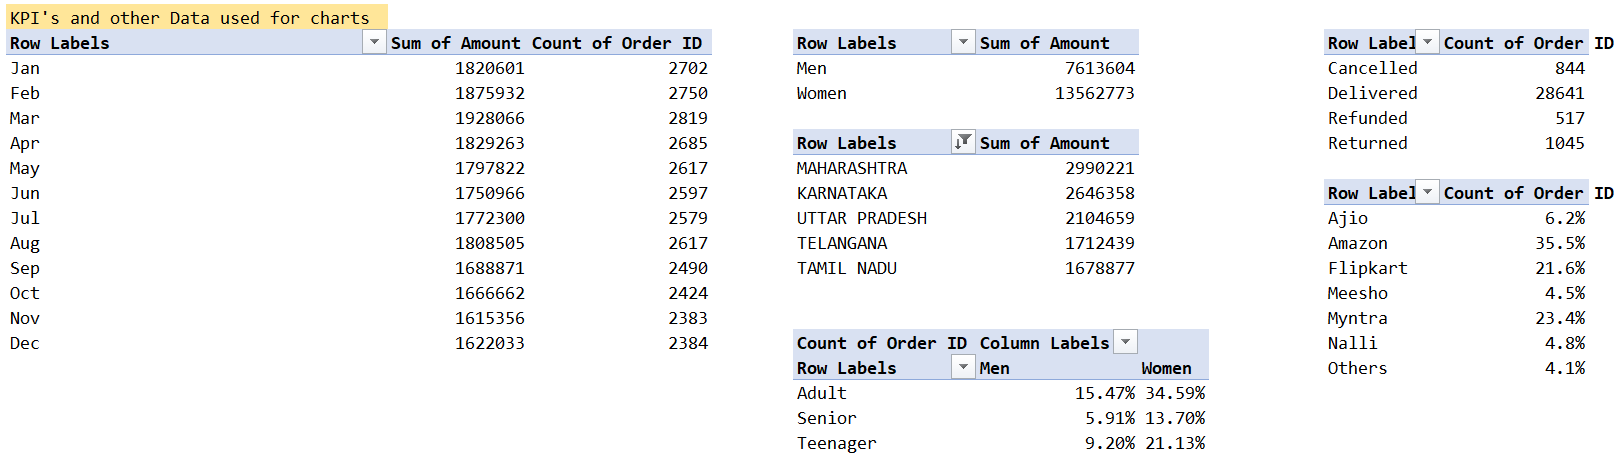 KPI's and other Data used for charts
Row Labels Sum of Amount Count of Order ID
Jan 1820601 2702
Feb 1875932 2750
Mar 1928066 2819
Apr 1829263 2685
May 1797822 2617
Jun 1750966 2597
Jul 1772300 2579
Aug 1808505 2617
Sep 1688871 2490
Oct 1666662 2424
Nov 1615356 2383
Dec 1622033 2384
Row Labels Sum of Amount
Men 7613604
Women 13562773
Row Labels Sum of Amount
MAHARASHTRA 2990221
KARNATAKA 2646358
UTTAR PRADESH 2104659
TELANGANA 1712439
TAMIL NADU 1678877
Count of Order ID Column Labels
Row Labels Men Women
Adult 15.47% 34.59%
Senior 5.91% 13.70%
Teenager 9.20% 21.13%
Row Label Count of Order ID
Cancelled 844
Delivered 28641
Refunded 517
Returned 1045
Row Label Count of Order ID
Ajio 6.2%
Amazon 35.5%
Flipkart 21.6%
Meesho 4.5%
Myntra 23.4%
Nalli 4.8%
Others 4.1%